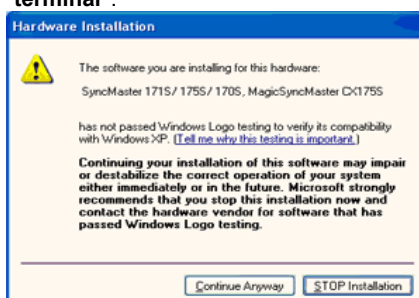 terminal".
Hardware Installation
The software you are installing for this hardware:
SyncMaster 171S/ 175S/ 170S, MagicSyncMaster CX175S
has not passed Windows Logo testing to verify its compatibility
with Windows XP. (Tell me why this testing is important.)
Continuing your installation of this software may impair
or destabilize the correct operation of your system
either immediately or in the future. Microsoft strongly
recommends that you stop this installation now and
contact the hardware vendor for software that has
passed Windows Logo testing.
Continue Anyway
STOP Installation